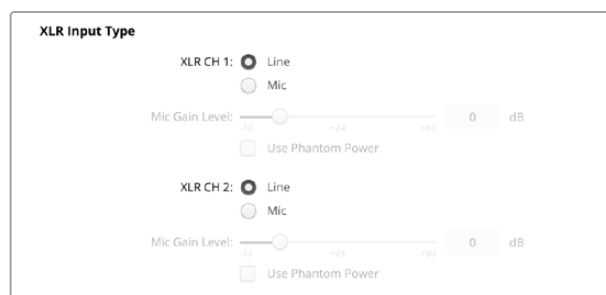 XLR Input Type
XLR CH 1: Line
Mic
Mic Gain Level: 0 dB
-13 +24 +60
Use Phantom Power
XLR CH 2: Line
Mic
Mic Gain Level: 0 dB
-13 +24 +60
Use Phantom Power